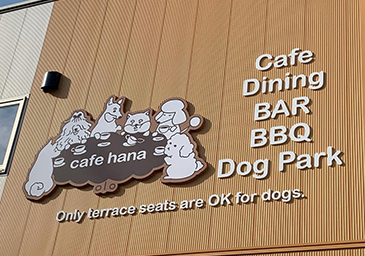 Cafe
Dining
BAR
BBQ
Dog Park
cafe hana
Only terrace seats are OK for dogs.